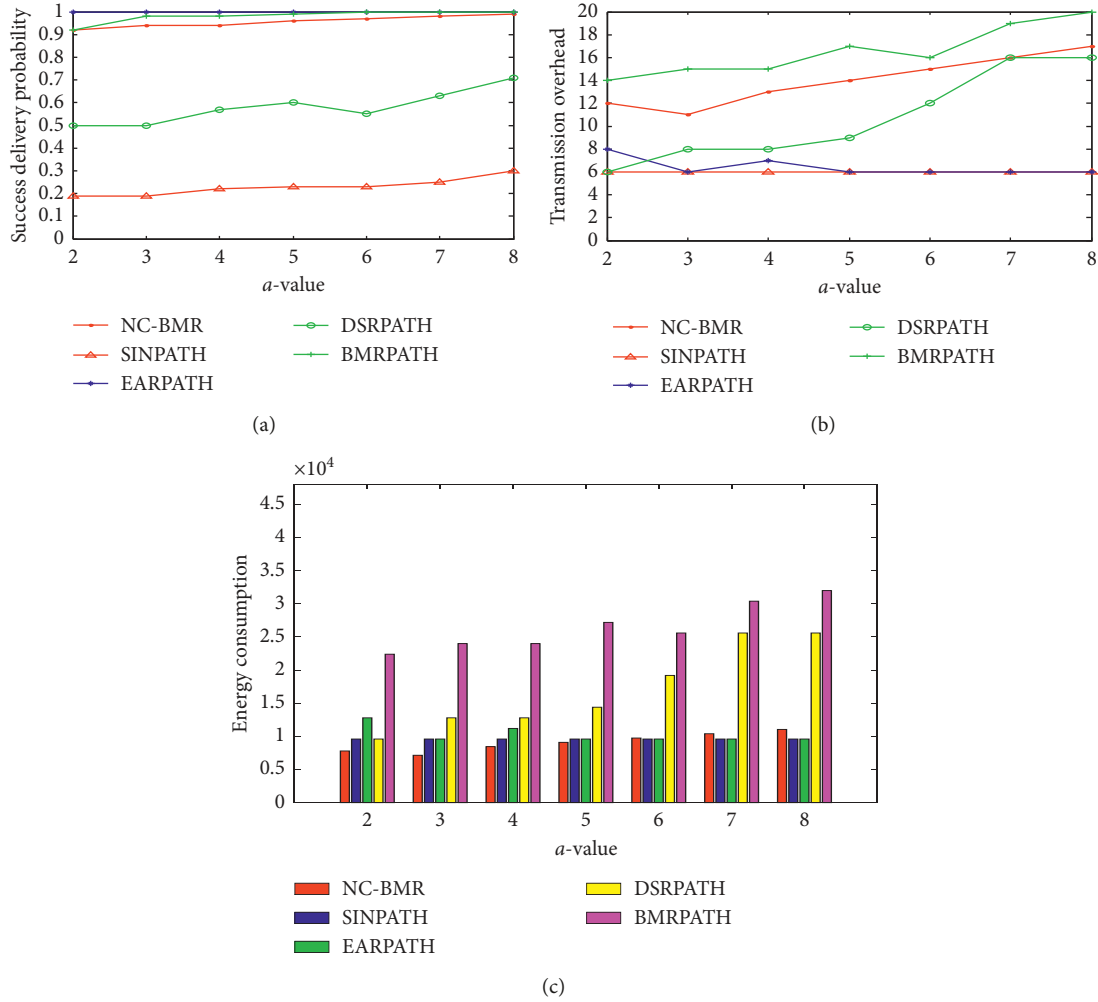 Success delivery probability
1
0.9
0.8
0.7
0.6
0.5
0.4
0.3
0.2
0.1
0
2 3 4 5 6 7 8
a-value
NC-BMR
SINPATH
EARPATH
DSRPATH
BMRPATH
(a)
Transmission overhead
20
18
16
14
12
10
8
6
4
2
0
2 3 4 5 6 7 8
a-value
NC-BMR
SINPATH
EARPATH
DSRPATH
BMRPATH
(b)
×10⁴
Energy consumption
4.5
4
3.5
3
2.5
2
1.5
1
0.5
0
2 3 4 5 6 7 8
a-value
NC-BMR
SINPATH
EARPATH
DSRPATH
BMRPATH
(c)